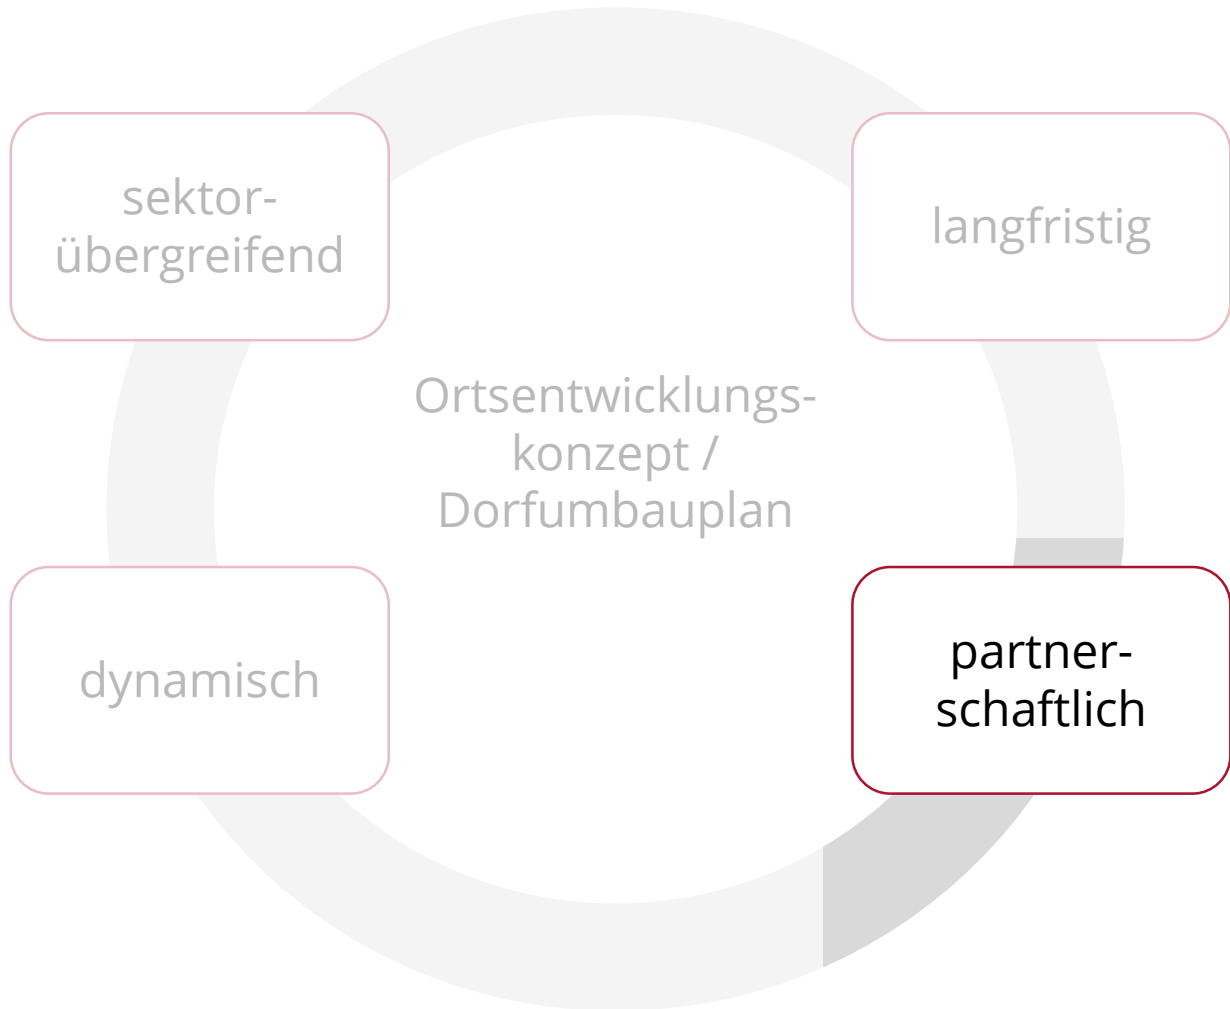 sektor-
übergreifend
langfristig
Ortsentwicklungs-
konzept /
Dorfumbauplan
dynamisch
partner-
schaftlich